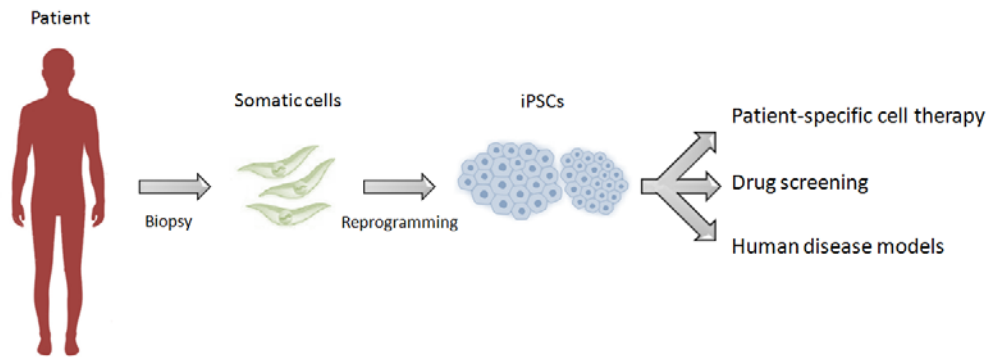 Patient
Somatic cells
iPSCs
Biopsy
Reprogramming
Patient-specific cell therapy
Drug screening
Human disease models